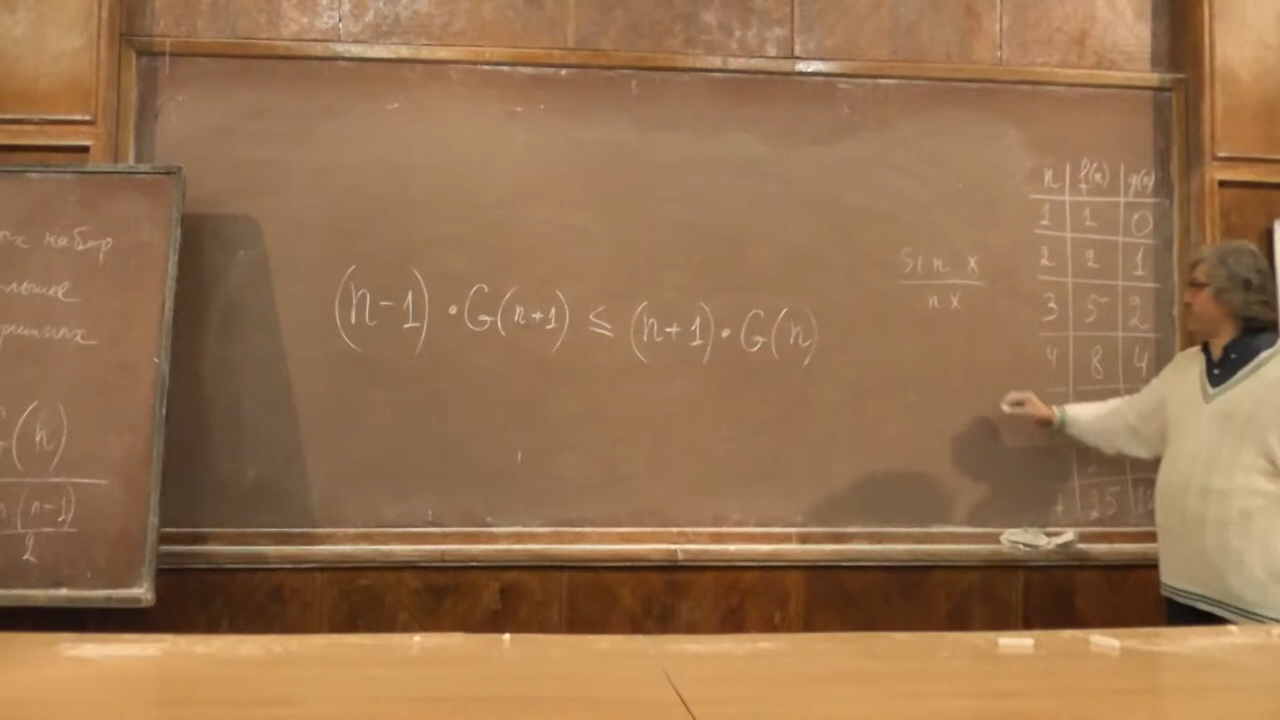 набор
G(n)
n(n-1)
2
(n-1)·G(n+1) ≤ (n+1)·G(n)
sin x
n x
n f(n) g(n)
1 1 0
2 2 1
3 5 2
4 8 4
25